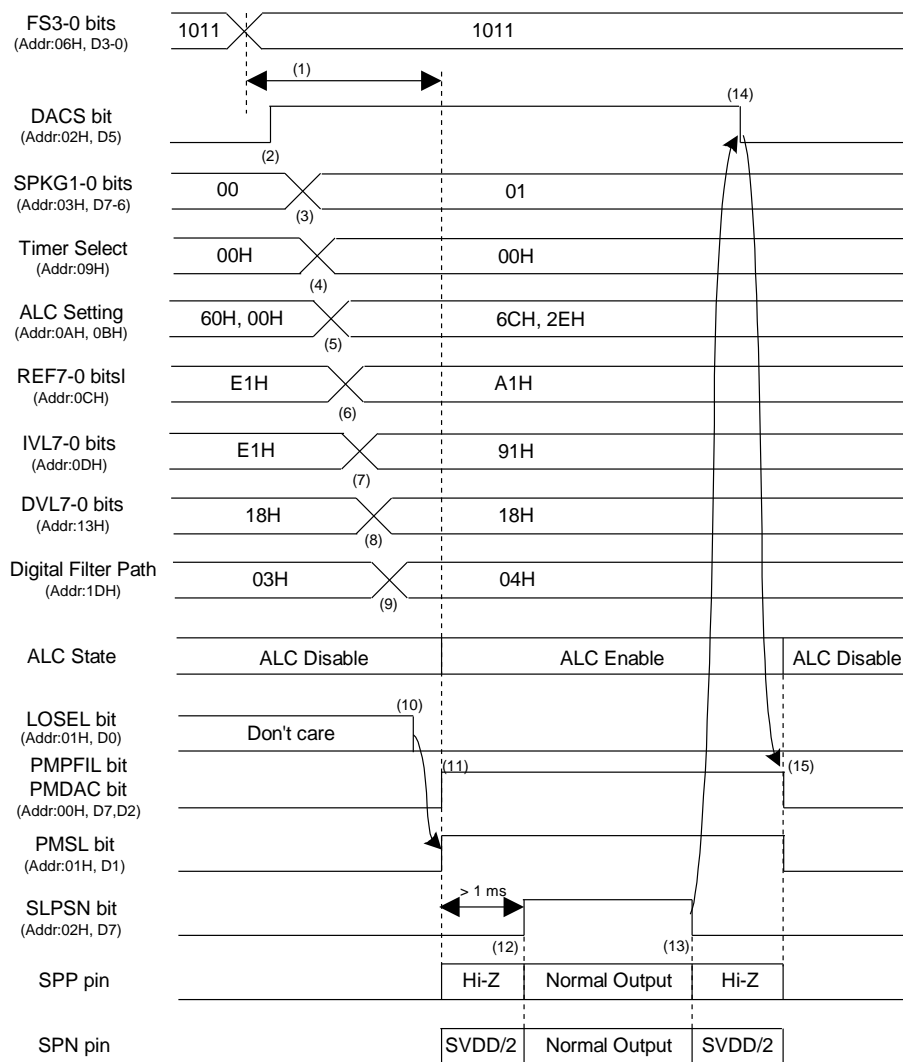 FS3-0 bits
(Addr:06H, D3-0)
1011
1011
(1)
DACS bit
(Addr:02H, D5)
(2)
(14)
SPKG1-0 bits
(Addr:03H, D7-6)
00
01
(3)
Timer Select
(Addr:09H)
00H
00H
(4)
ALC Setting
(Addr:0AH, 0BH)
60H, 00H
6CH, 2EH
(5)
REF7-0 bitsl
(Addr:0CH)
E1H
A1H
(6)
IVL7-0 bits
(Addr:0DH)
E1H
91H
(7)
DVL7-0 bits
(Addr:13H)
18H
18H
(8)
Digital Filter Path
(Addr:1DH)
03H
04H
(9)
ALC State
ALC Disable
ALC Enable
ALC Disable
LOSEL bit
(Addr:01H, D0)
Don't care
(10)
PMPFIL bit
PMDAC bit
(Addr:00H, D7,D2)
(11)
(15)
PMSL bit
(Addr:01H, D1)
> 1 ms
SLPSN bit
(Addr:02H, D7)
(12)
(13)
SPP pin
Hi-Z
Normal Output
Hi-Z
SPN pin
SVDD/2
Normal Output
SVDD/2